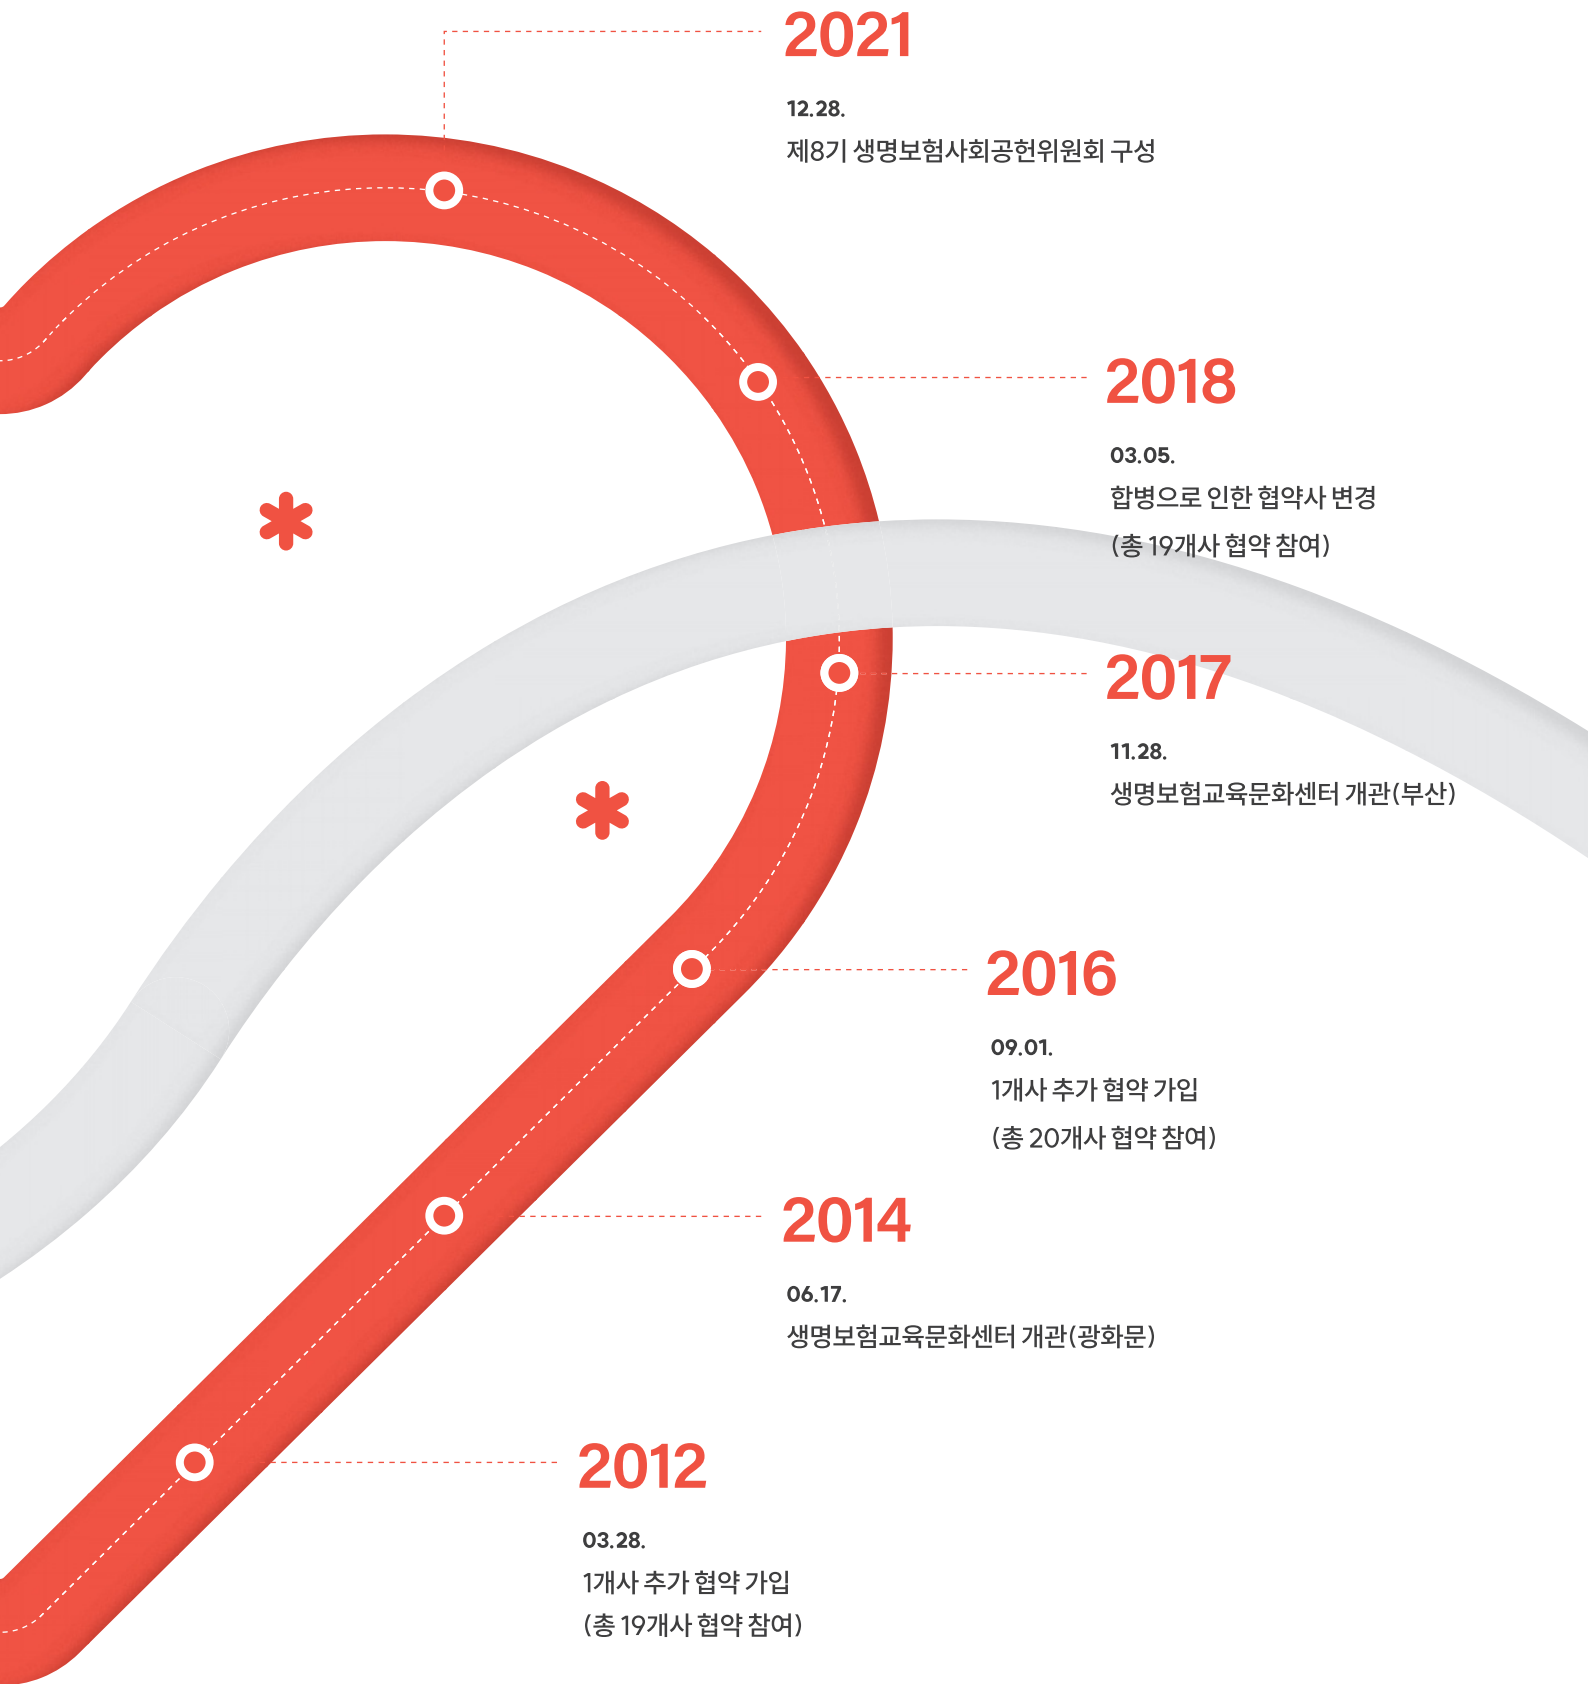 2021
12.28.
제8기 생명보험사회공헌위원회 구성
2018
03.05.
합병으로 인한 협약사 변경
(총 19개사 협약 참여)
2017
11.28.
생명보험교육문화센터 개관(부산)
2016
09.01.
1개사 추가 협약 가입
(총 20개사 협약 참여)
2014
06.17.
생명보험교육문화센터 개관(광화문)
2012
03.28.
1개사 추가 협약 가입
(총 19개사 협약 참여)